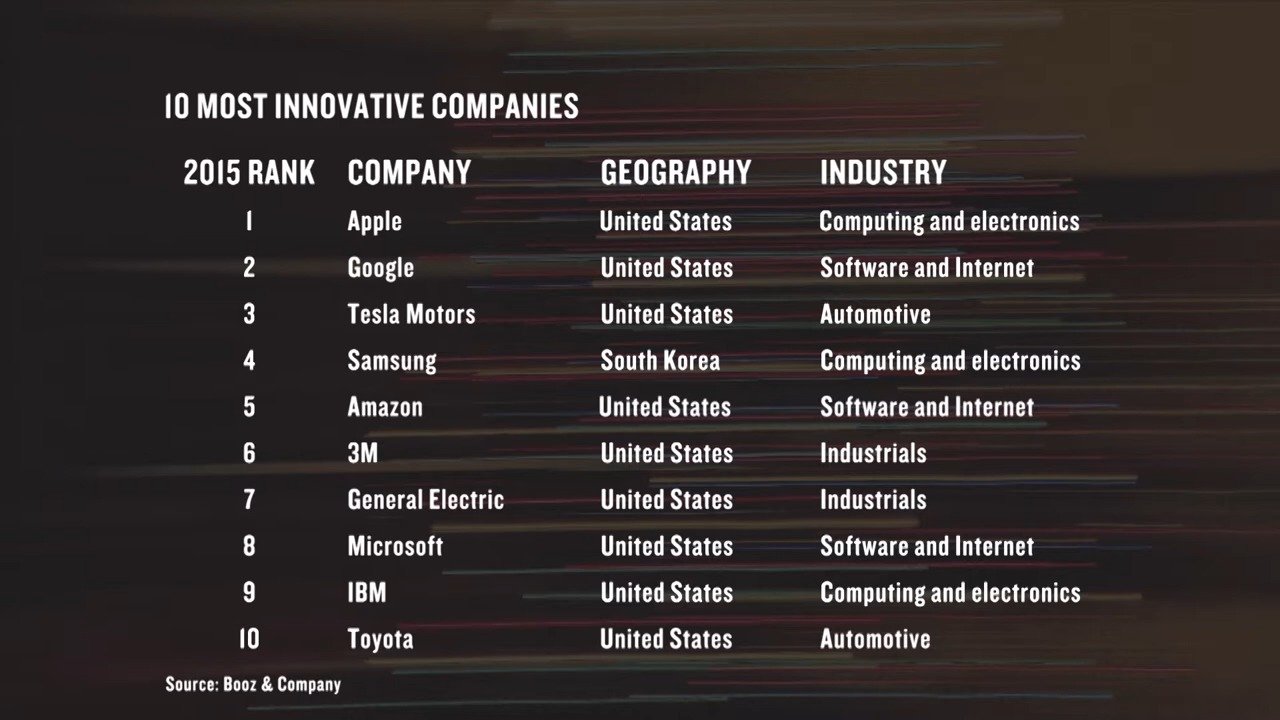 10 MOST INNOVATIVE COMPANIES
2015 RANK COMPANY GEOGRAPHY INDUSTRY
1 Apple United States Computing and electronics
2 Google United States Software and Internet
3 Tesla Motors United States Automotive
4 Samsung South Korea Computing and electronics
5 Amazon United States Software and Internet
6 3M United States Industrials
7 General Electric United States Industrials
8 Microsoft United States Software and Internet
9 IBM United States Computing and electronics
10 Toyota United States Automotive
Source: Booz & Company